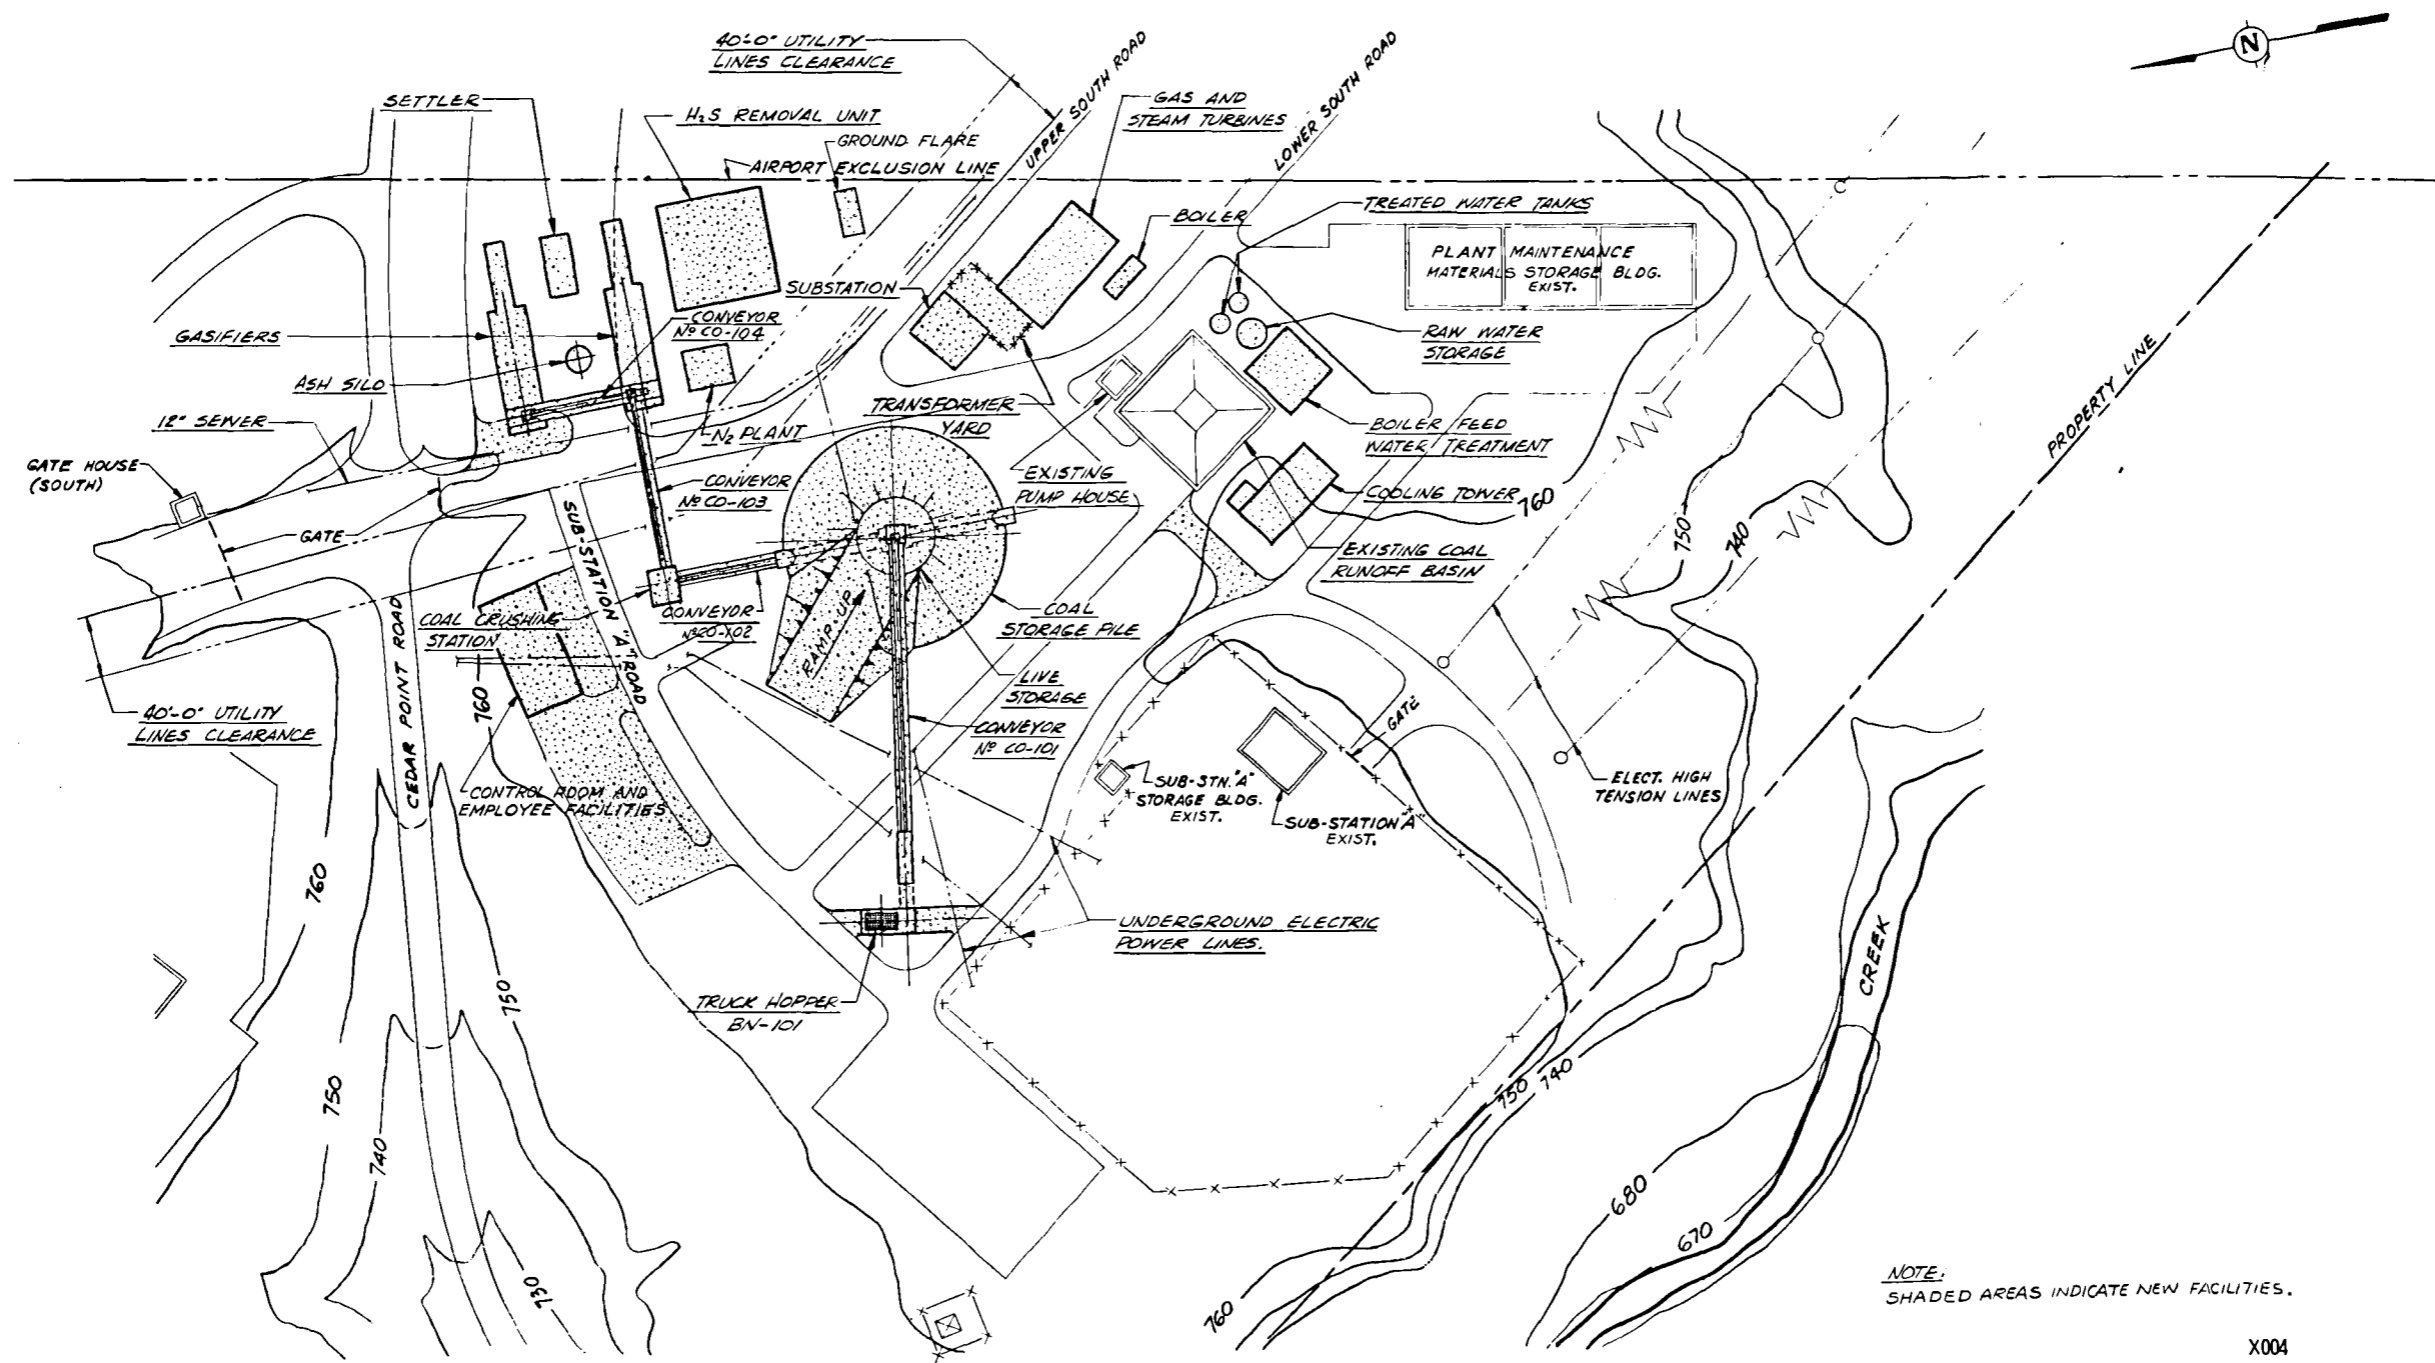 N
40'-0" UTILITY
LINES CLEARANCE
UPPER SOUTH ROAD
LOWER SOUTH ROAD
SETTLER
H₂S REMOVAL UNIT
GROUND FLARE
AIRPORT EXCLUSION LINE
GAS AND
STEAM TURBINES
BOILER
TREATED WATER TANKS
PLANT MAINTENANCE
MATERIALS STORAGE BLDG.
EXIST.
SUBSTATION
CONVEYOR
Nº CO-104
GASIFIERS
RAW WATER
STORAGE
PROPERTY LINE
ASH SILO
12" SEWER
TRANSFORMER
YARD
N₂ PLANT
BOILER FEED
WATER TREATMENT
GATE HOUSE
(SOUTH)
CONVEYOR
Nº CO-103
EXISTING
PUMP HOUSE
COOLING TOWER
760
GATE
SUB-STATION "A" ROAD
750
740
EXISTING COAL
RUNOFF BASIN
COAL CRUSHING
STATION
CONVEYOR
Nº CO-102
RAMP-UP
COAL
STORAGE PILE
LIVE
STORAGE
CEDAR POINT ROAD
760
40'-0" UTILITY
LINES CLEARANCE
CONVEYOR
Nº CO-101
GATE
CONTROL ROOM AND
EMPLOYEE FACILITIES
SUB-STN. "A"
STORAGE BLDG.
EXIST.
SUB-STATION "A"
EXIST.
ELECT. HIGH
TENSION LINES
760
UNDERGROUND ELECTRIC
POWER LINES.
CREEK
750
TRUCK HOPPER
BN-101
750
740
750
740
680
670
730
760
NOTE:
SHADED AREAS INDICATE NEW FACILITIES.
X004